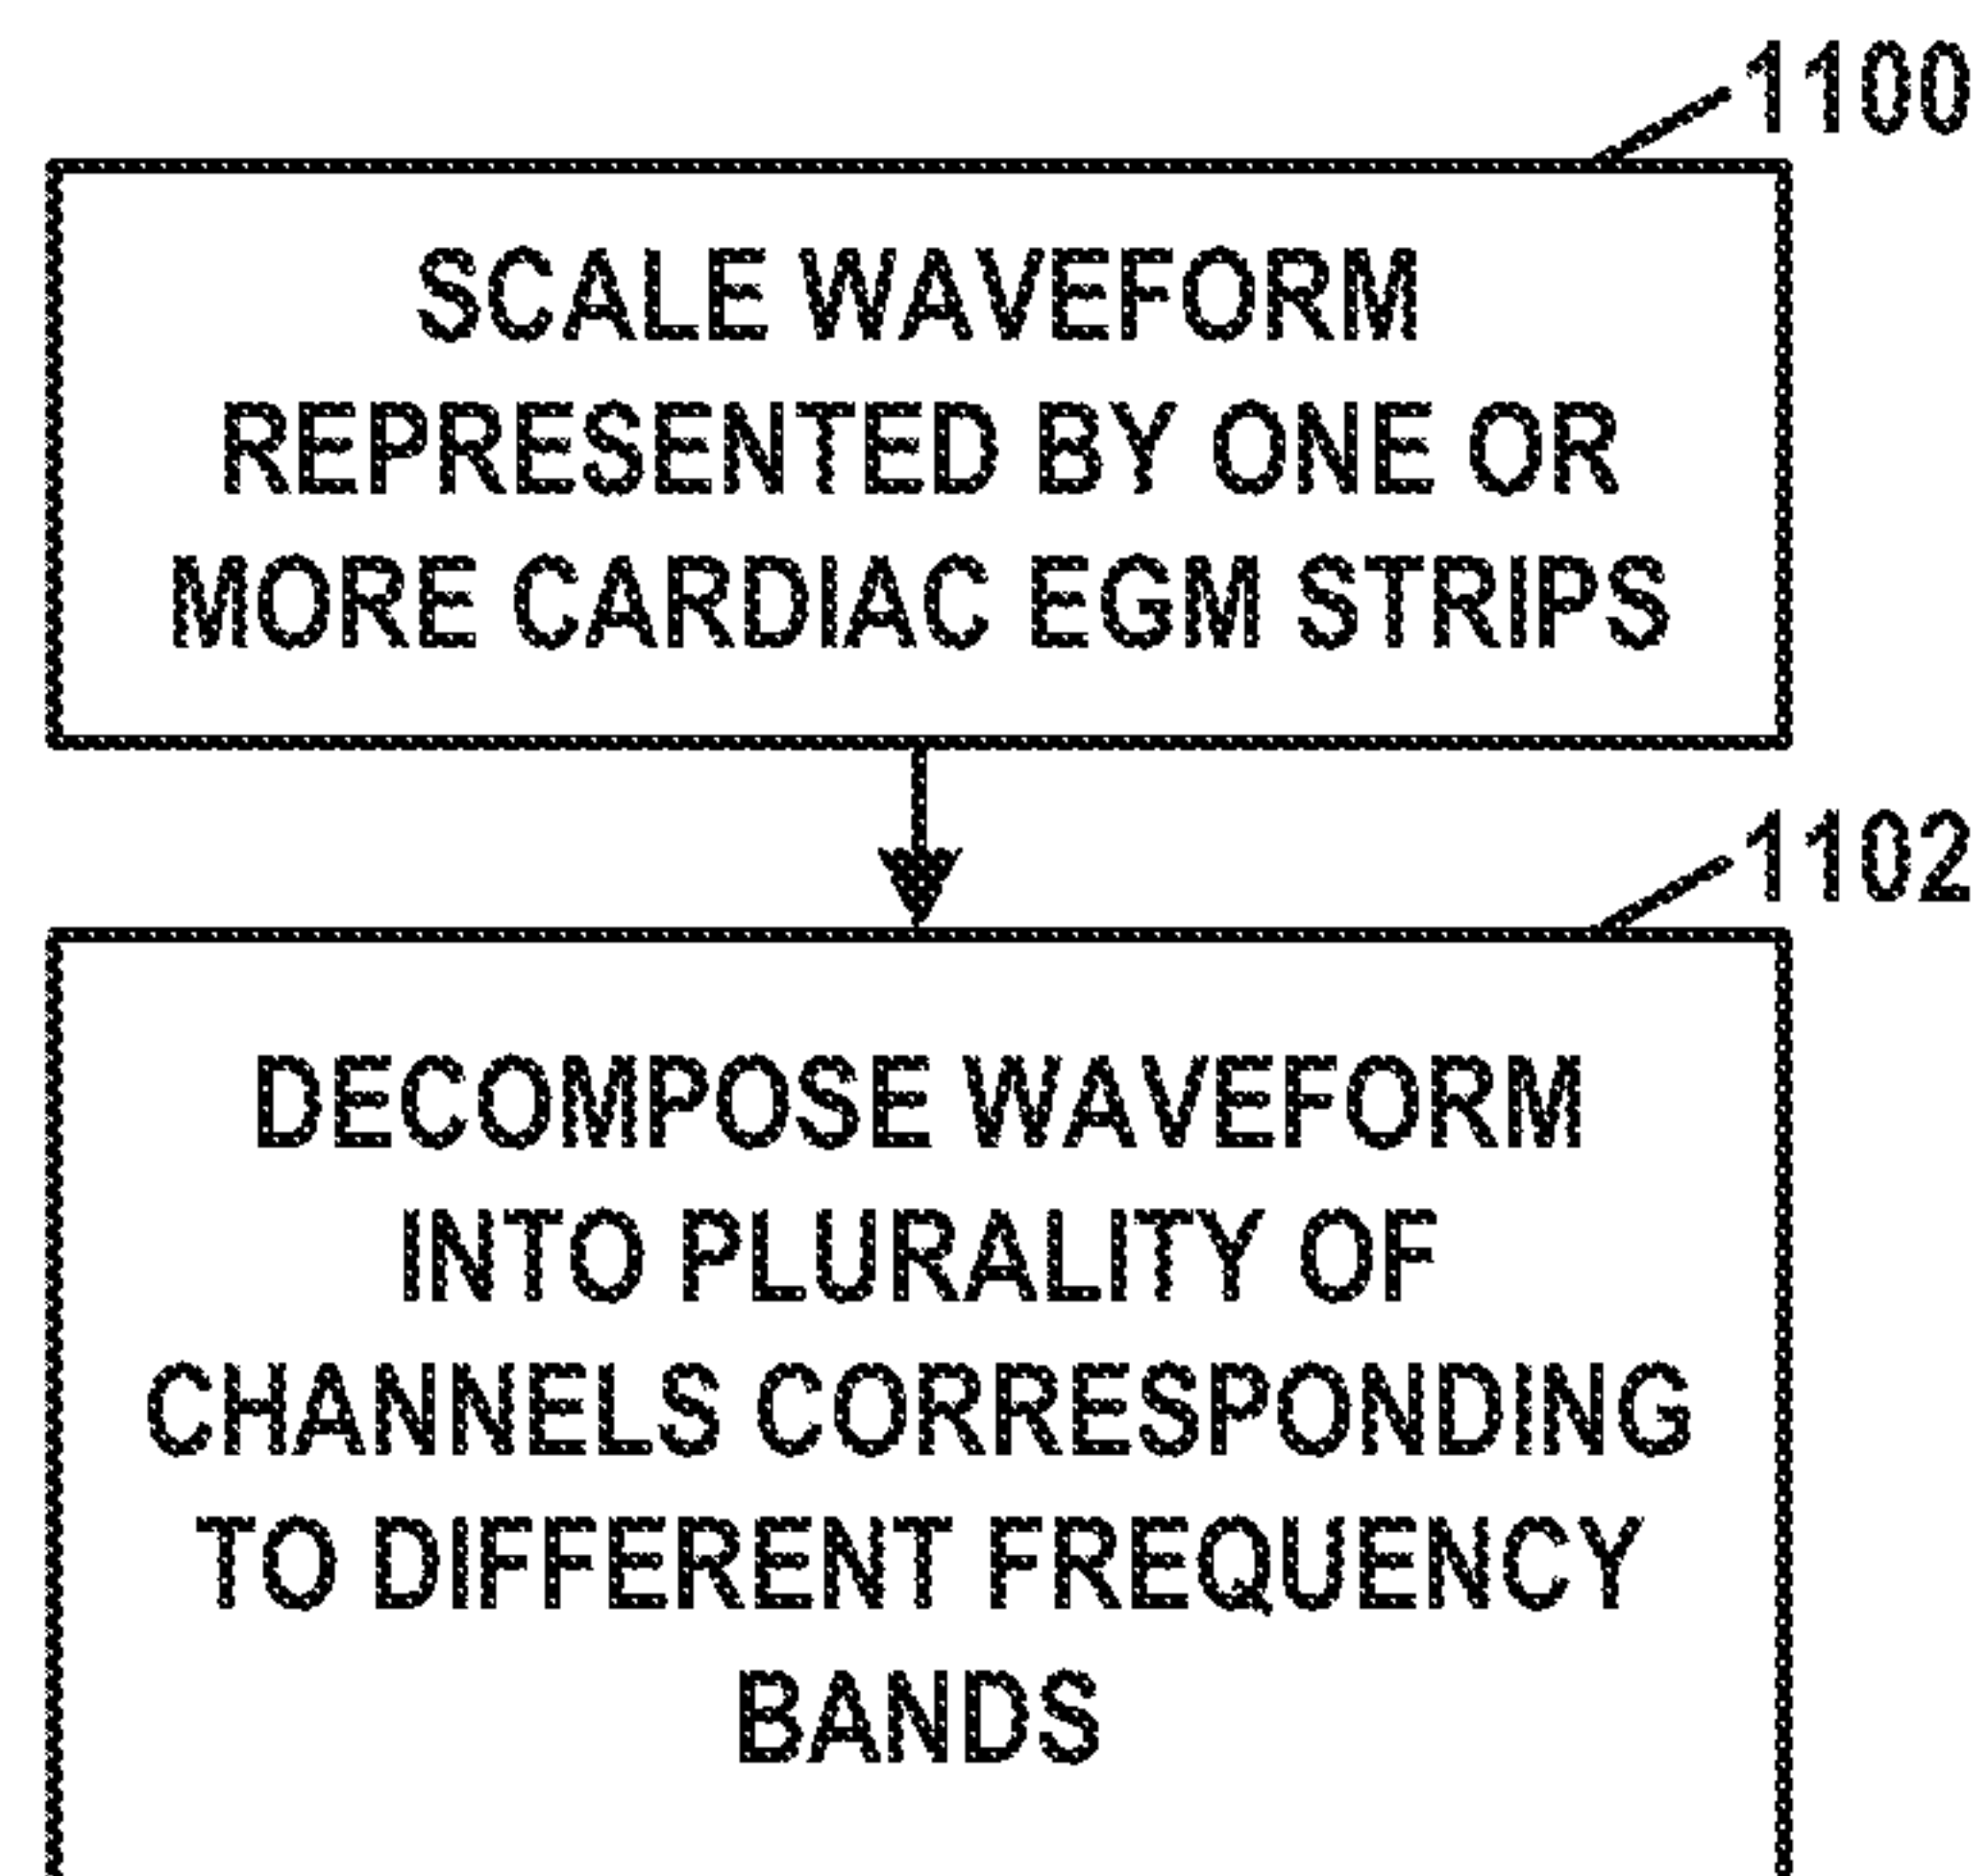 1100
SCALE WAVEFORM
REPRESENTED BY ONE OR
MORE CARDIAC EGM STRIPS
1102
DECOMPOSE WAVEFORM
INTO PLURALITY OF
CHANNELS CORRESPONDING
TO DIFFERENT FREQUENCY
BANDS